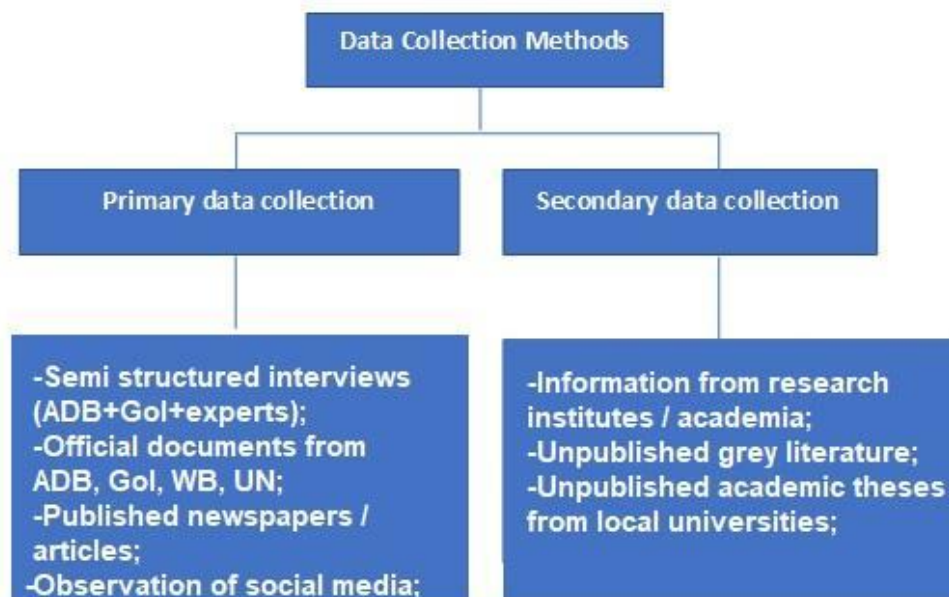 Data Collection Methods
Primary data collection
Secondary data collection
-Semi structured interviews
(ADB+GoI+experts);
-Official documents from
ADB, GoI, WB, UN;
-Published newspapers /
articles;
-Observation of social media;
-Information from research
institutes / academia;
-Unpublished grey literature;
-Unpublished academic theses
from local universities;